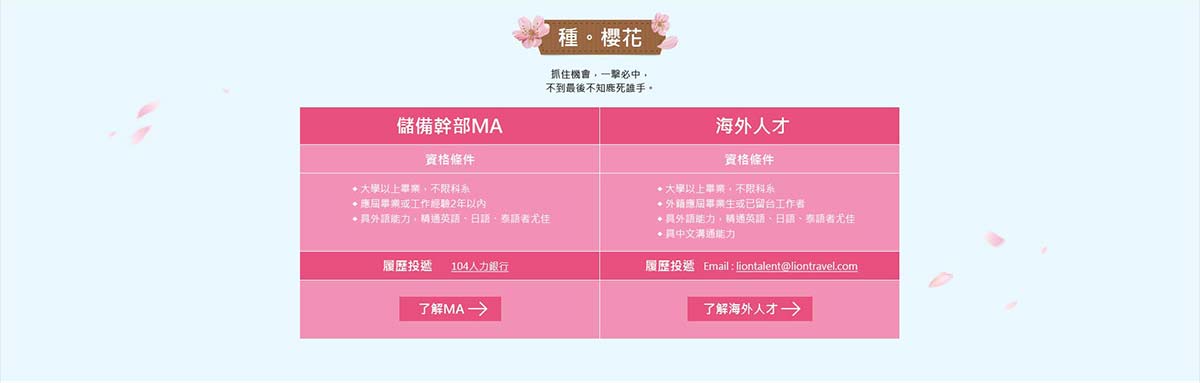 種。櫻花
抓住機會，一擊必中，
不到最後不知鹿死誰手。
儲備幹部MA
海外人才
資格條件
資格條件
◆ 大學以上畢業，不限科系
◆ 應屆畢業或工作經驗2年以內
◆ 具外語能力，精通英語、日語、泰語者尤佳
◆ 大學以上畢業，不限科系
◆ 外籍應屆畢業生或已留台工作者
◆ 具外語能力，精通英語、日語、泰語者尤佳
◆ 具中文溝通能力
履歷投遞 104人力銀行
履歷投遞 Email : liontalent@liontravel.com
了解MA →
了解海外人才 →